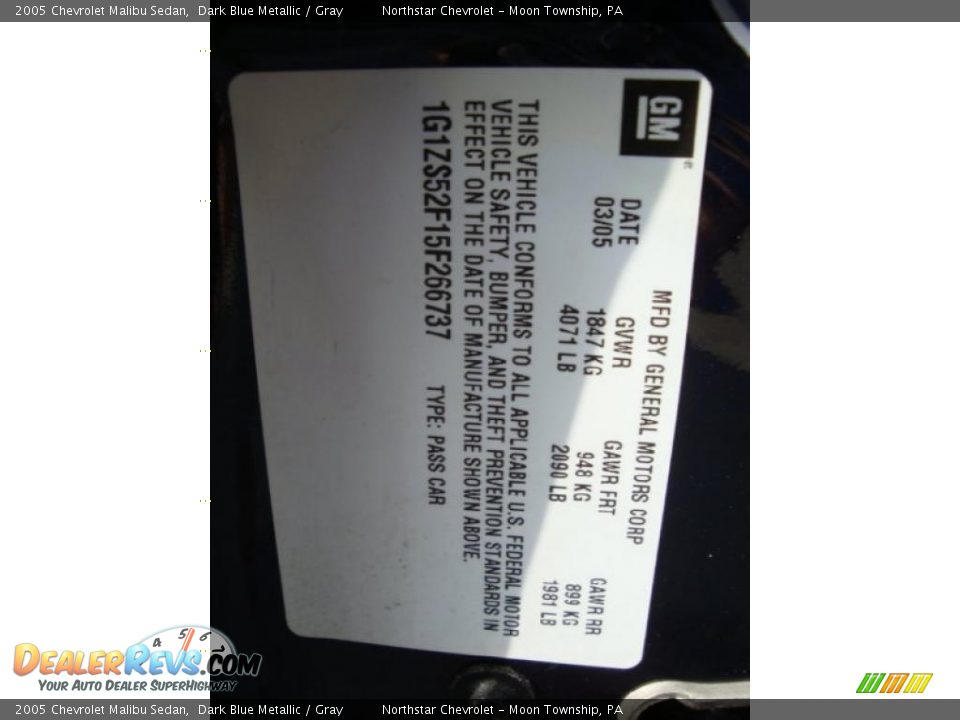 2005 Chevrolet Malibu Sedan, Dark Blue Metallic / Gray Northstar Chevrolet - Moon Township, PA
GM
MFD BY GENERAL MOTORS CORP
DATE GVWR GAWR FRT GAWR RR
03/05 1847 KG 948 KG 899 KG
4071 LB 2090 LB 1981 LB
THIS VEHICLE CONFORMS TO ALL APPLICABLE U.S. FEDERAL MOTOR
VEHICLE SAFETY, BUMPER, AND THEFT PREVENTION STANDARDS IN
EFFECT ON THE DATE OF MANUFACTURE SHOWN ABOVE.
1G1ZS52F15F266737 TYPE: PASS CAR
4 5 6
DEALERREVS.COM
YOUR AUTO DEALER SUPERHIGHWAY
2005 Chevrolet Malibu Sedan, Dark Blue Metallic / Gray Northstar Chevrolet - Moon Township, PA